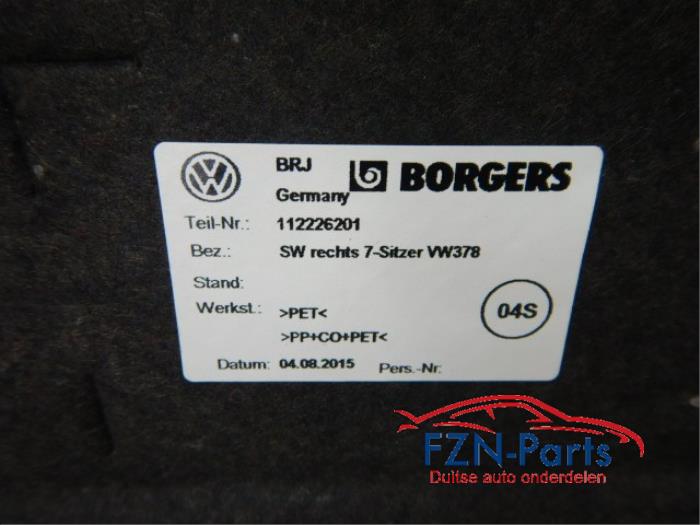 BRJ
Germany
BORGERS
Teil-Nr.: 112226201
Bez.: SW rechts 7-Sitzer VW378
Stand:
Werkst.: >PET<
>PP+CO+PET<
04S
Datum: 04.08.2015 Pers.-Nr:
FZN-Parts
Duitse auto onderdelen